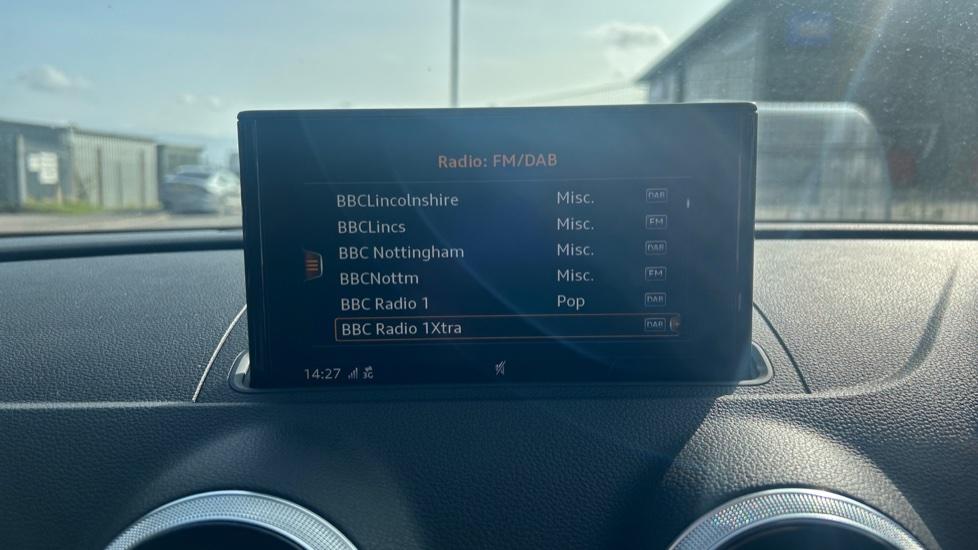 Radio: FM/DAB
BBCLincolnshire Misc. DAB
BBCLincs Misc. FM
BBC Nottingham Misc. DAB
BBCNottm Misc. FM
BBC Radio 1 Pop DAB
BBC Radio 1Xtra DAB
14:27 3G